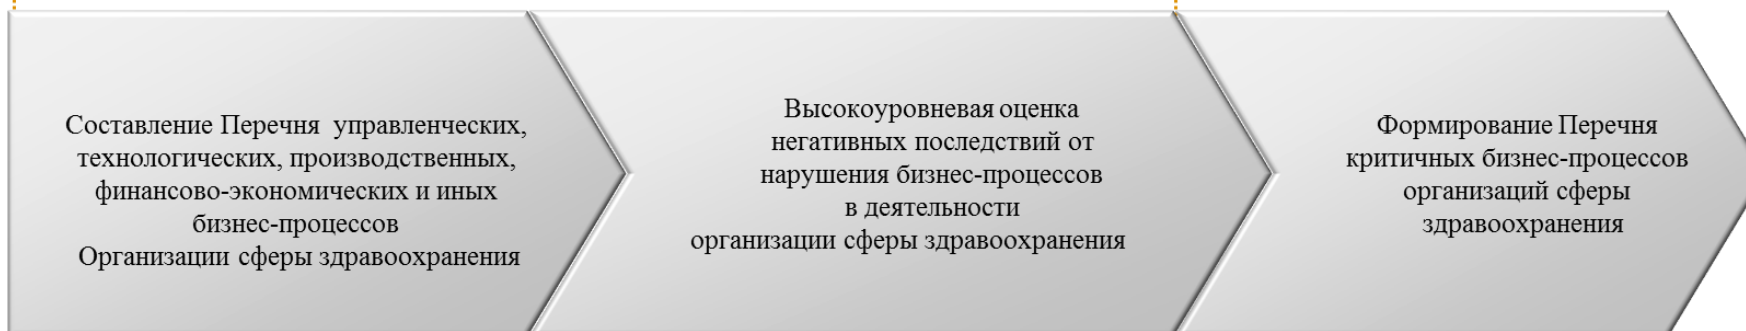 Составление Перечня управленческих,
технологических, производственных,
финансово-экономических и иных
бизнес-процессов
Организации сферы здравоохранения
Высокоуровневая оценка
негативных последствий от
нарушения бизнес-процессов
в деятельности
организации сферы здравоохранения
Формирование Перечня
критичных бизнес-процессов
организаций сферы
здравоохранения